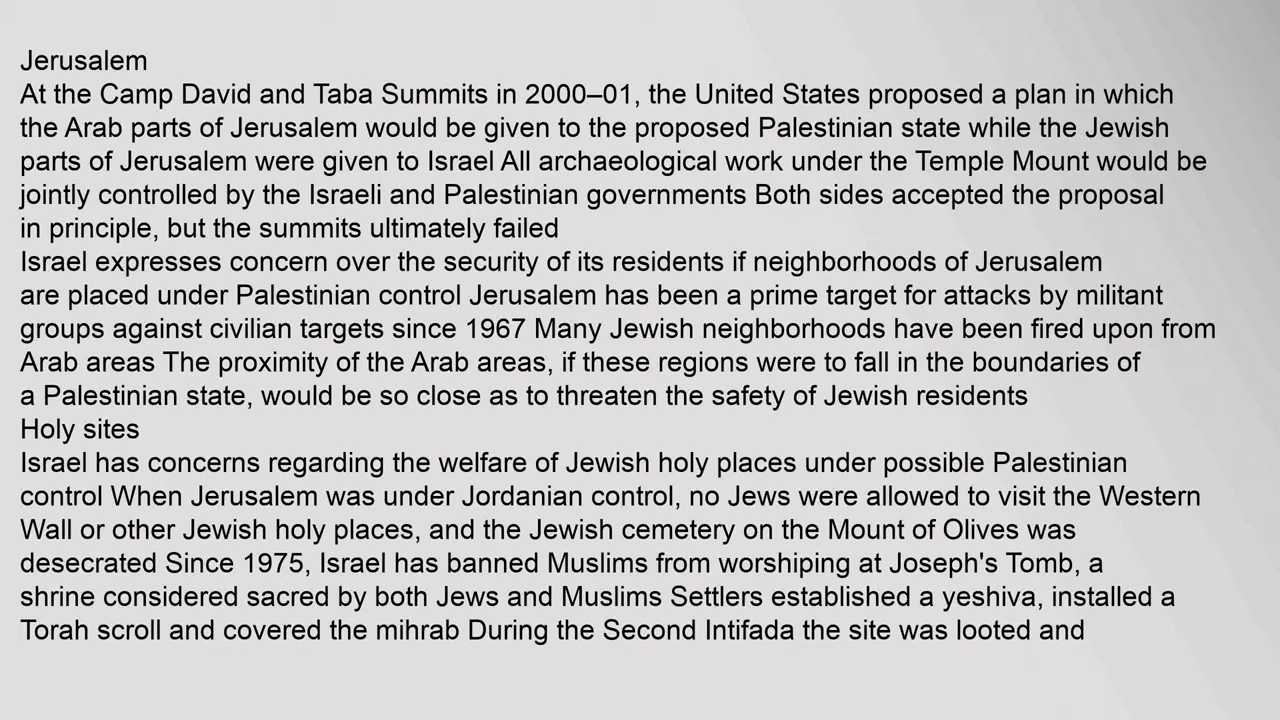 Jerusalem
At the Camp David and Taba Summits in 2000–01, the United States proposed a plan in which
the Arab parts of Jerusalem would be given to the proposed Palestinian state while the Jewish
parts of Jerusalem were given to Israel All archaeological work under the Temple Mount would be
jointly controlled by the Israeli and Palestinian governments Both sides accepted the proposal
in principle, but the summits ultimately failed
Israel expresses concern over the security of its residents if neighborhoods of Jerusalem
are placed under Palestinian control Jerusalem has been a prime target for attacks by militant
groups against civilian targets since 1967 Many Jewish neighborhoods have been fired upon from
Arab areas The proximity of the Arab areas, if these regions were to fall in the boundaries of
a Palestinian state, would be so close as to threaten the safety of Jewish residents
Holy sites
Israel has concerns regarding the welfare of Jewish holy places under possible Palestinian
control When Jerusalem was under Jordanian control, no Jews were allowed to visit the Western
Wall or other Jewish holy places, and the Jewish cemetery on the Mount of Olives was
desecrated Since 1975, Israel has banned Muslims from worshiping at Joseph's Tomb, a
shrine considered sacred by both Jews and Muslims Settlers established a yeshiva, installed a
Torah scroll and covered the mihrab During the Second Intifada the site was looted and